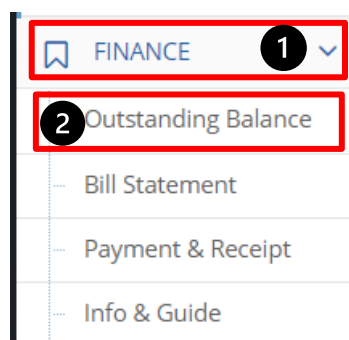 FINANCE 1
2 Outstanding Balance
Bill Statement
Payment & Receipt
Info & Guide